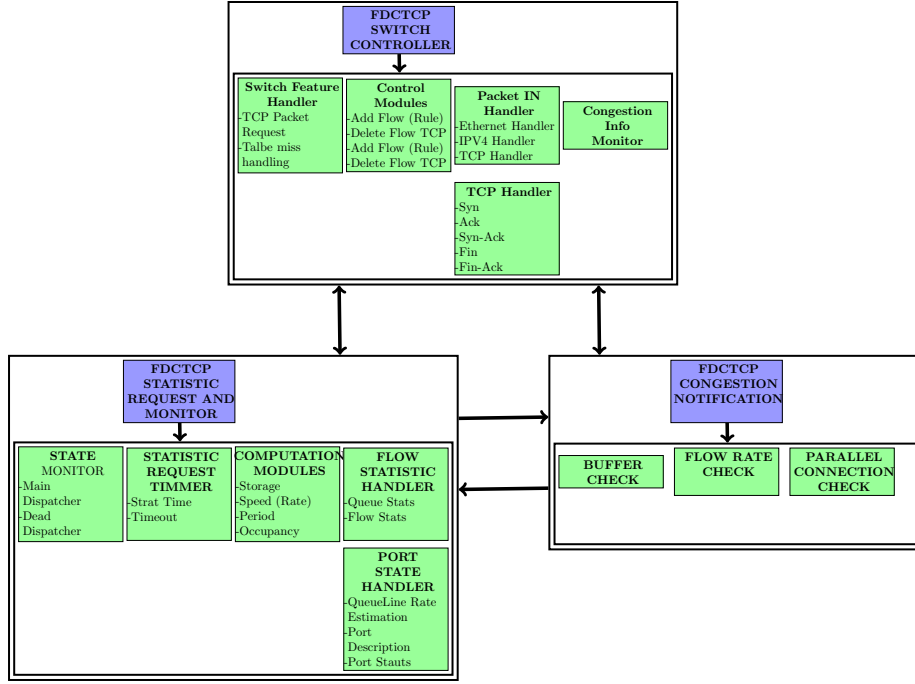 FDCTCP
SWITCH
CONTROLLER
Switch Feature
Handler
-TCP Packet
Request
-Talbe miss
handling
Control
Modules
-Add Flow (Rule)
-Delete Flow TCP
-Add Flow (Rule)
-Delete Flow TCP
Packet IN
Handler
-Ethernet Handler
-IPV4 Handler
-TCP Handler
Congestion
Info
Monitor
TCP Handler
-Syn
-Ack
-Syn-Ack
-Fin
-Fin-Ack
FDCTCP
STATISTIC
REQUEST AND
MONITOR
STATE
MONITOR
-Main
Dispatcher
-Dead
Dispatcher
STATISTIC
REQUEST
TIMMER
-Strat Time
-Timeout
COMPUTATION
MODULES
-Storage
-Speed (Rate)
-Period
-Occupancy
FLOW
STATISTIC
HANDLER
-Queue Stats
-Flow Stats
PORT
STATE
HANDLER
-QueueLine Rate
Estimation
-Port
Description
-Port Stauts
FDCTCP
CONGESTION
NOTIFICATION
BUFFER
CHECK
FLOW RATE
CHECK
PARALLEL
CONNECTION
CHECK